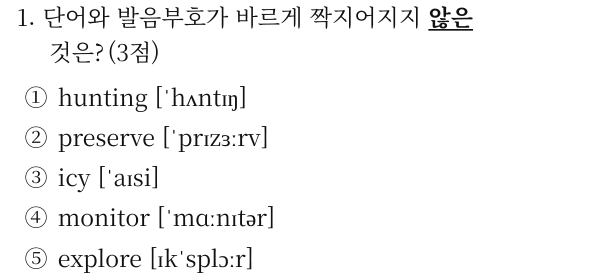 1. 단어와 발음부호가 바르게 짝지어지지 않은
것은? (3점)
① hunting [ˈhʌntɪŋ]
② preserve [ˈprɪzɜːrv]
③ icy [ˈaɪsi]
④ monitor [ˈmɑːnɪtər]
⑤ explore [ɪkˈsplɔːr]